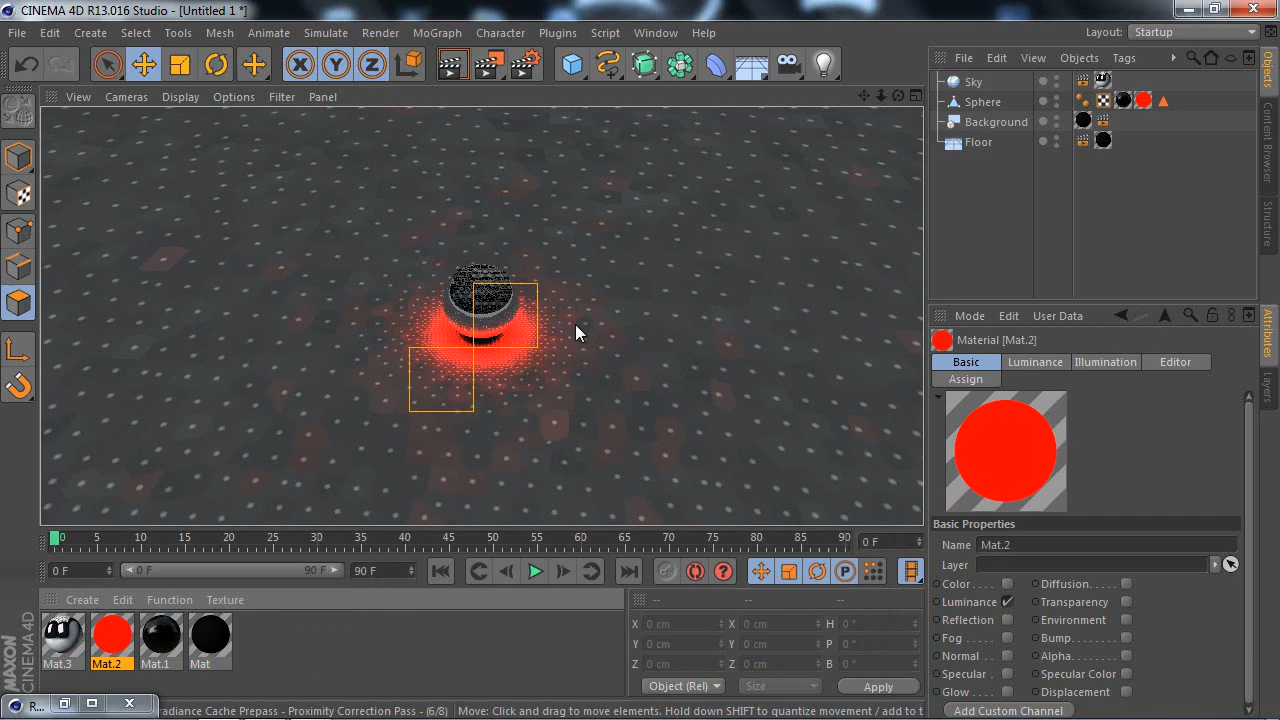 CINEMA 4D R13.016 Studio - [Untitled 1 *]
File Edit Create Select Tools Mesh Animate Simulate Render MoGraph Character Plugins Script Window Help
Layout: Startup
X Y Z
File Edit View Objects Tags
View Cameras Display Options Filter Panel
Sky
Sphere
Background
Floor
Objects
Content Browser
Structure
Mode Edit User Data
Material [Mat.2]
Basic Luminance Illumination Editor
Assign
Attributes
Layers
Basic Properties
Name Mat.2
Layer
Color . . . . Diffusion. . . . .
Luminance Transparency
Reflection Environment
Fog . . . . . Bump. . . . . . .
Normal . . Alpha. . . . . . .
Specular . Specular Color
Glow . . . . Displacement
Add Custom Channel
0 5 10 15 20 25 30 35 40 45 50 55 60 65 70 75 80 85 90 0 F
0 F 0 F 90 F 90 F
P
Create Edit Function Texture
Mat.3 Mat.2 Mat.1 Mat
-- -- --
X 0 cm X 0 cm H 0 °
Y 0 cm Y 0 cm P 0 °
Z 0 cm Z 0 cm B 0 °
Object (Rel) Size Apply
MAXON
CINEMA 4D
R...
adiance Cache Prepass - Proximity Correction Pass - (6/8) Move: Click and drag to move elements. Hold down SHIFT to quantize movement / add to t